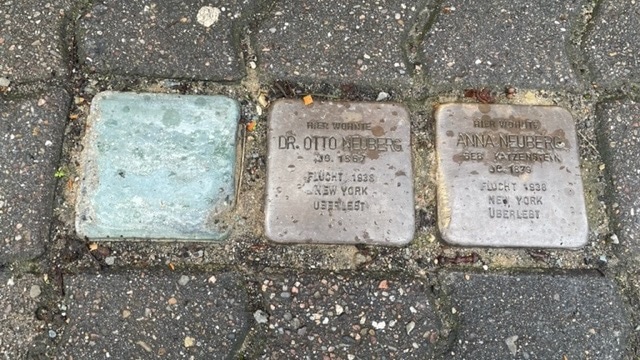 HIER WOHNTE
DR. OTTO NEUBERG
JG.
FLUCHT 1938
NEW YORK
ÜBERLEBT
HIER WOHNTE
ANNA NEUBERG
GEB. KATZENSTEIN
JG.
FLUCHT 1938
NEW YORK
ÜBERLEBT